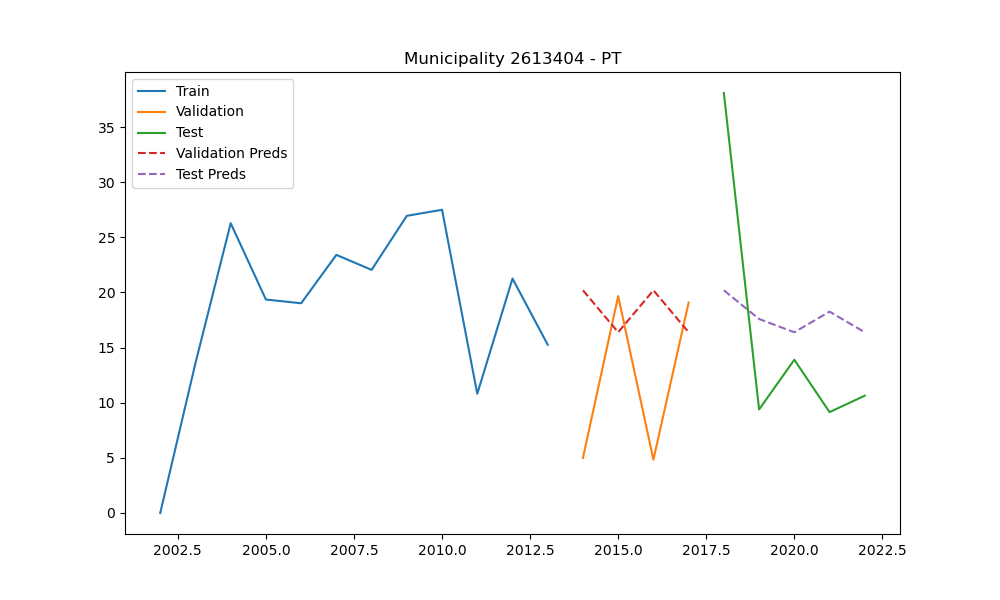 Municipality 2613404 - PT
Train
Validation
Test
Validation Preds
Test Preds
35
30
25
20
15
10
5
0
2002.5 2005.0 2007.5 2010.0 2012.5 2015.0 2017.5 2020.0 2022.5